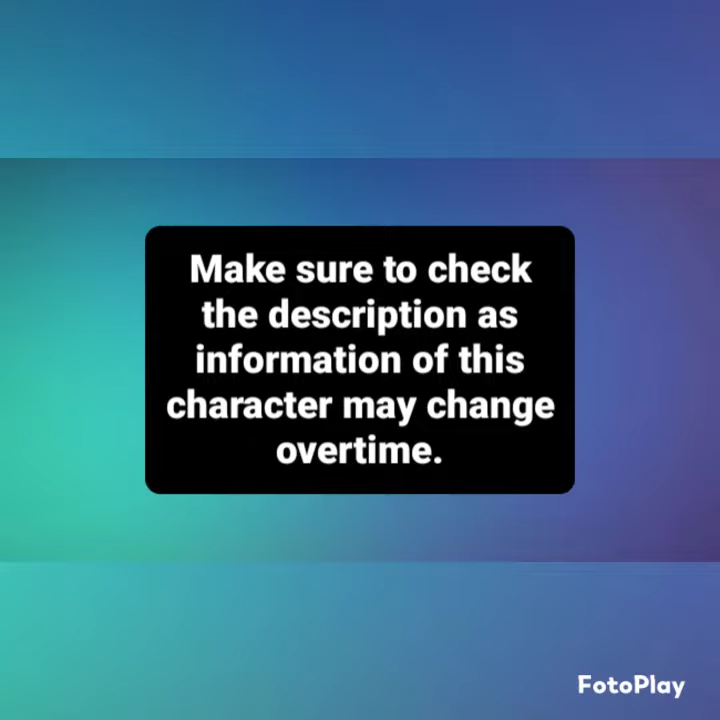 Make sure to check
the description as
information of this
character may change
overtime.
FotoPlay